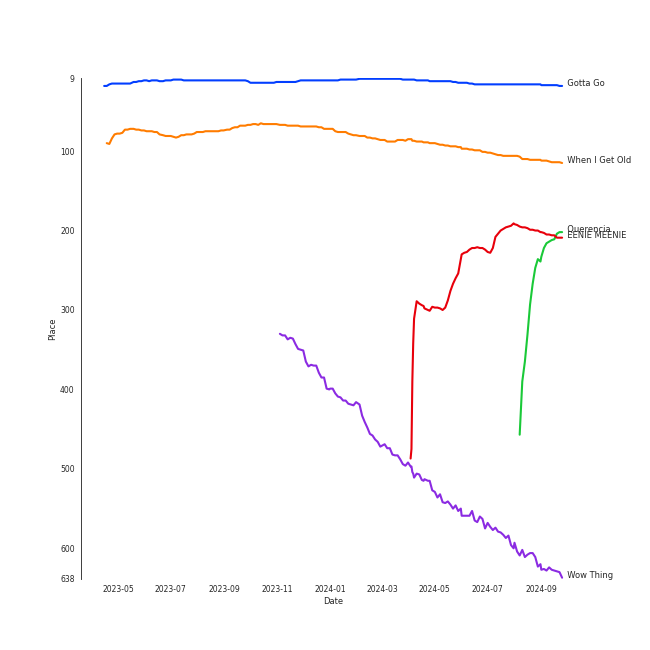 9
100
200
300
400
500
600
638
Place
2023-05
2023-07
2023-09
2023-11
2024-01
2024-03
2024-05
2024-07
2024-09
Date
Gotta Go
When I Get Old
Querencia
EENIE MEENIE
Wow Thing